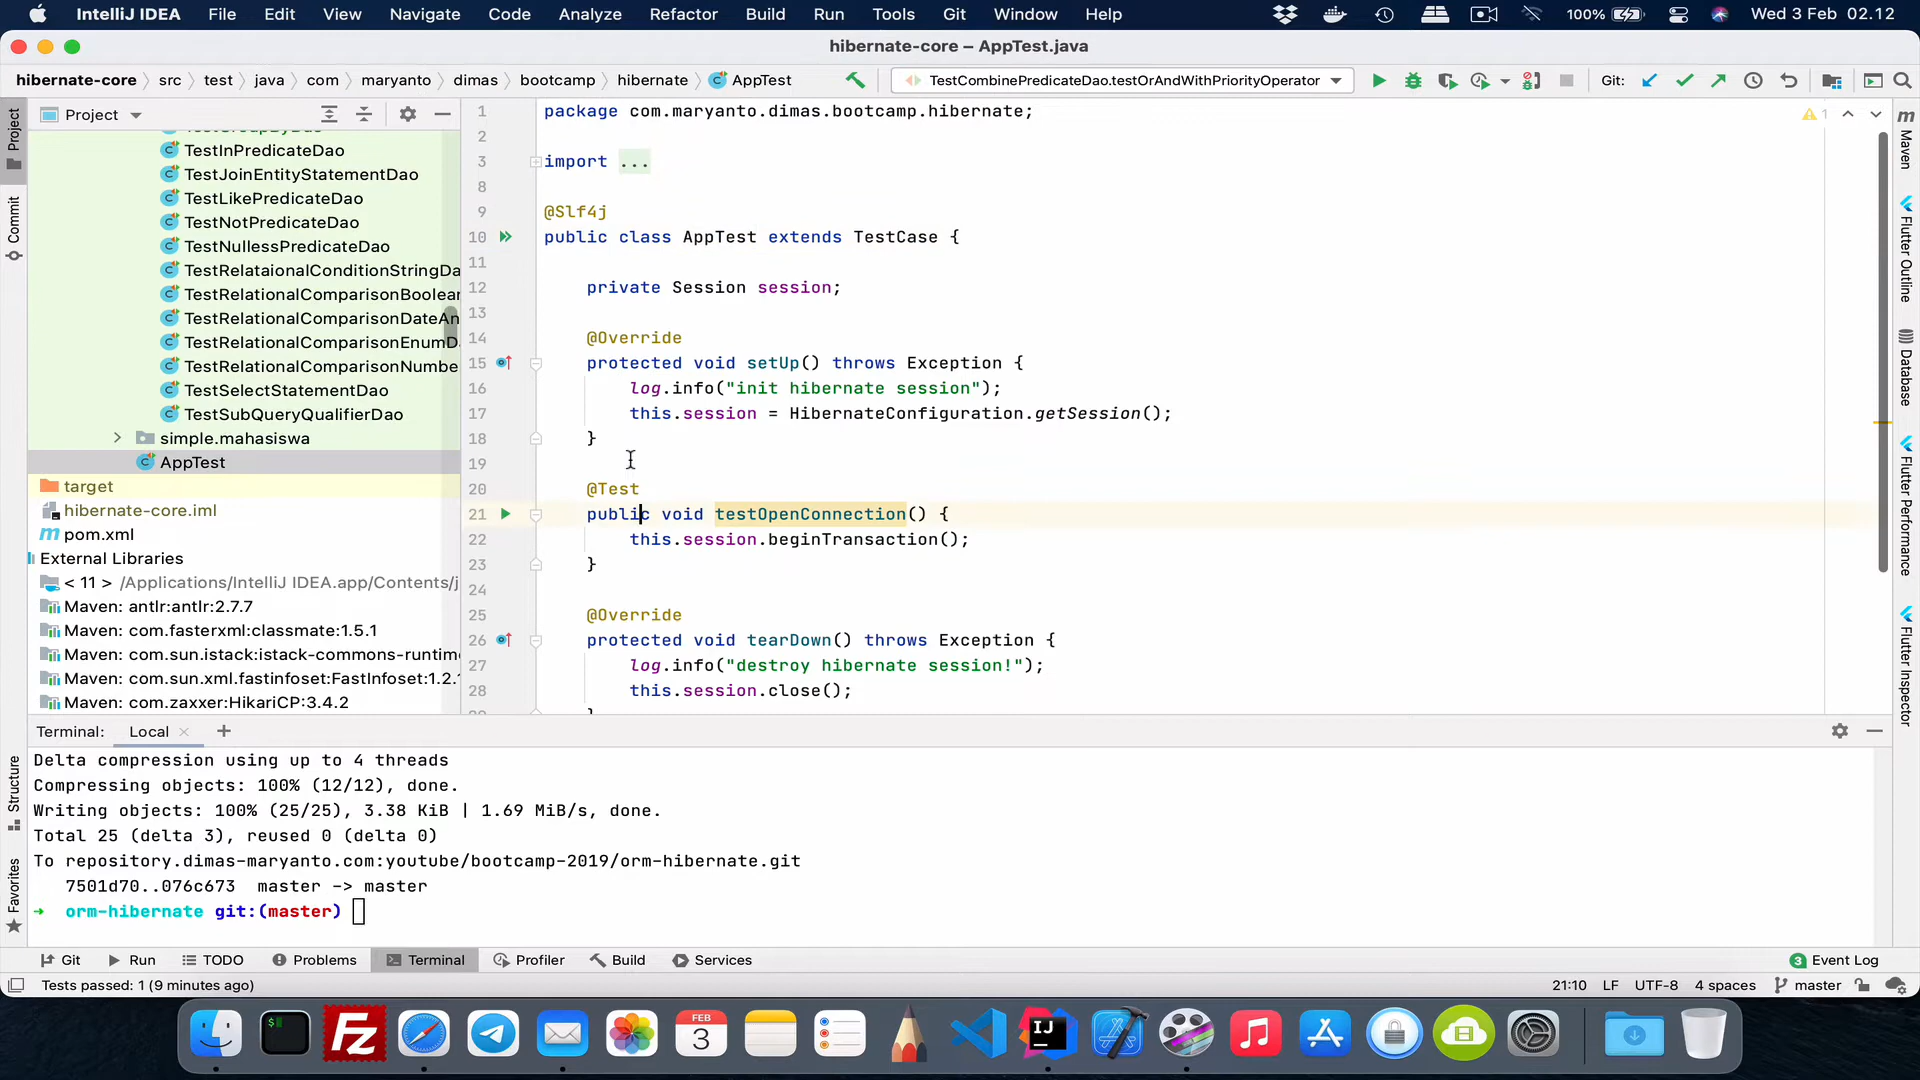 IntelliJ IDEA File Edit View Navigate Code Analyze Refactor Build Run Tools Git Window Help 100% Wed 3 Feb 02.12
hibernate-core – AppTest.java
hibernate-core src test java com maryanto dimas bootcamp hibernate AppTest TestCombinePredicateDao.testOrAndWithPriorityOperator Git:
Project
Project
Commit
Structure
Favorites
TestInPredicateDao
TestJoinEntityStatementDao
TestLikePredicateDao
TestNotPredicateDao
TestNullessPredicateDao
TestRelataionalConditionStringDa
TestRelationalComparisonBoolear
TestRelationalComparisonDateAn
TestRelationalComparisonEnumD
TestRelationalComparisonNumbe
TestSelectStatementDao
TestSubQueryQualifierDao
simple.mahasiswa
AppTest
target
hibernate-core.iml
pom.xml
External Libraries
< 11 > /Applications/IntelliJ IDEA.app/Contents/j
Maven: antlr:antlr:2.7.7
Maven: com.fasterxml:classmate:1.5.1
Maven: com.sun.istack:istack-commons-runtime
Maven: com.sun.xml.fastinfoset:FastInfoset:1.2.1
Maven: com.zaxxer:HikariCP:3.4.2
1 package com.maryanto.dimas.bootcamp.hibernate;
2
3 import ...
8
9 @Slf4j
10 public class AppTest extends TestCase {
11
12 private Session session;
13
14 @Override
15 protected void setUp() throws Exception {
16 log.info("init hibernate session");
17 this.session = HibernateConfiguration.getSession();
18 }
19
20 @Test
21 public void testOpenConnection() {
22 this.session.beginTransaction();
23 }
24
25 @Override
26 protected void tearDown() throws Exception {
27 log.info("destroy hibernate session!");
28 this.session.close();
1
Maven
Flutter Outline
Database
Flutter Performance
Flutter Inspector
Terminal: Local +
Delta compression using up to 4 threads
Compressing objects: 100% (12/12), done.
Writing objects: 100% (25/25), 3.38 KiB | 1.69 MiB/s, done.
Total 25 (delta 3), reused 0 (delta 0)
To repository.dimas-maryanto.com:youtube/bootcamp-2019/orm-hibernate.git
7501d70..076c673 master -> master
→ orm-hibernate git:(master)
Git Run TODO Problems Terminal Profiler Build Services 3 Event Log
Tests passed: 1 (9 minutes ago) 21:10 LF UTF-8 4 spaces master
FEB
3
IJ